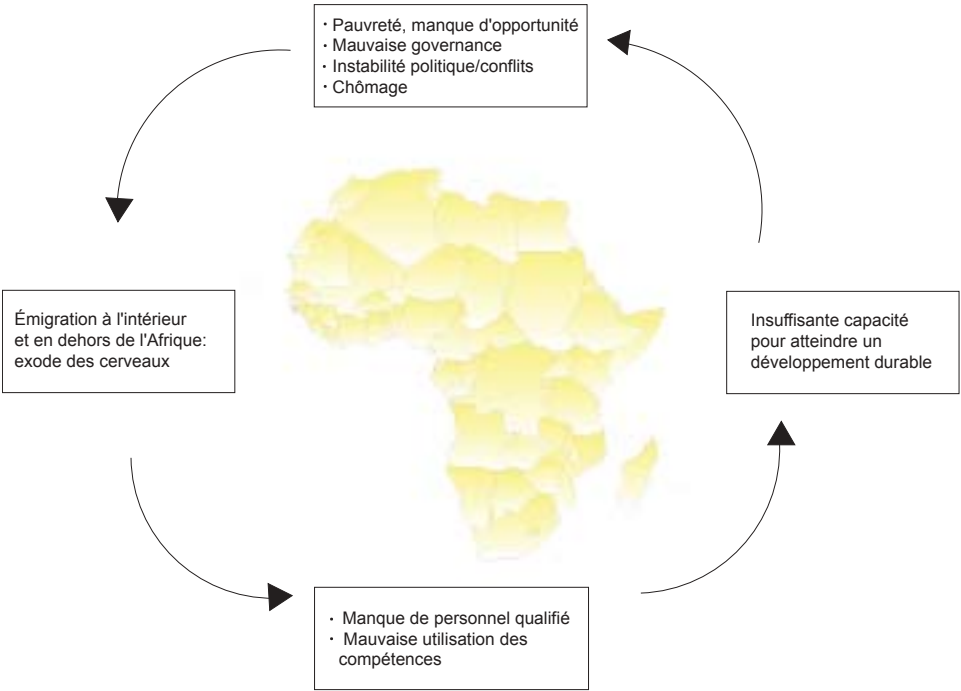 · Pauvreté, manque d'opportunité
· Mauvaise governance
· Instabilité politique/conflits
· Chômage
Émigration à l'intérieur
et en dehors de l'Afrique:
exode des cerveaux
Insuffisante capacité
pour atteindre un
développement durable
· Manque de personnel qualifié
· Mauvaise utilisation des
compétences